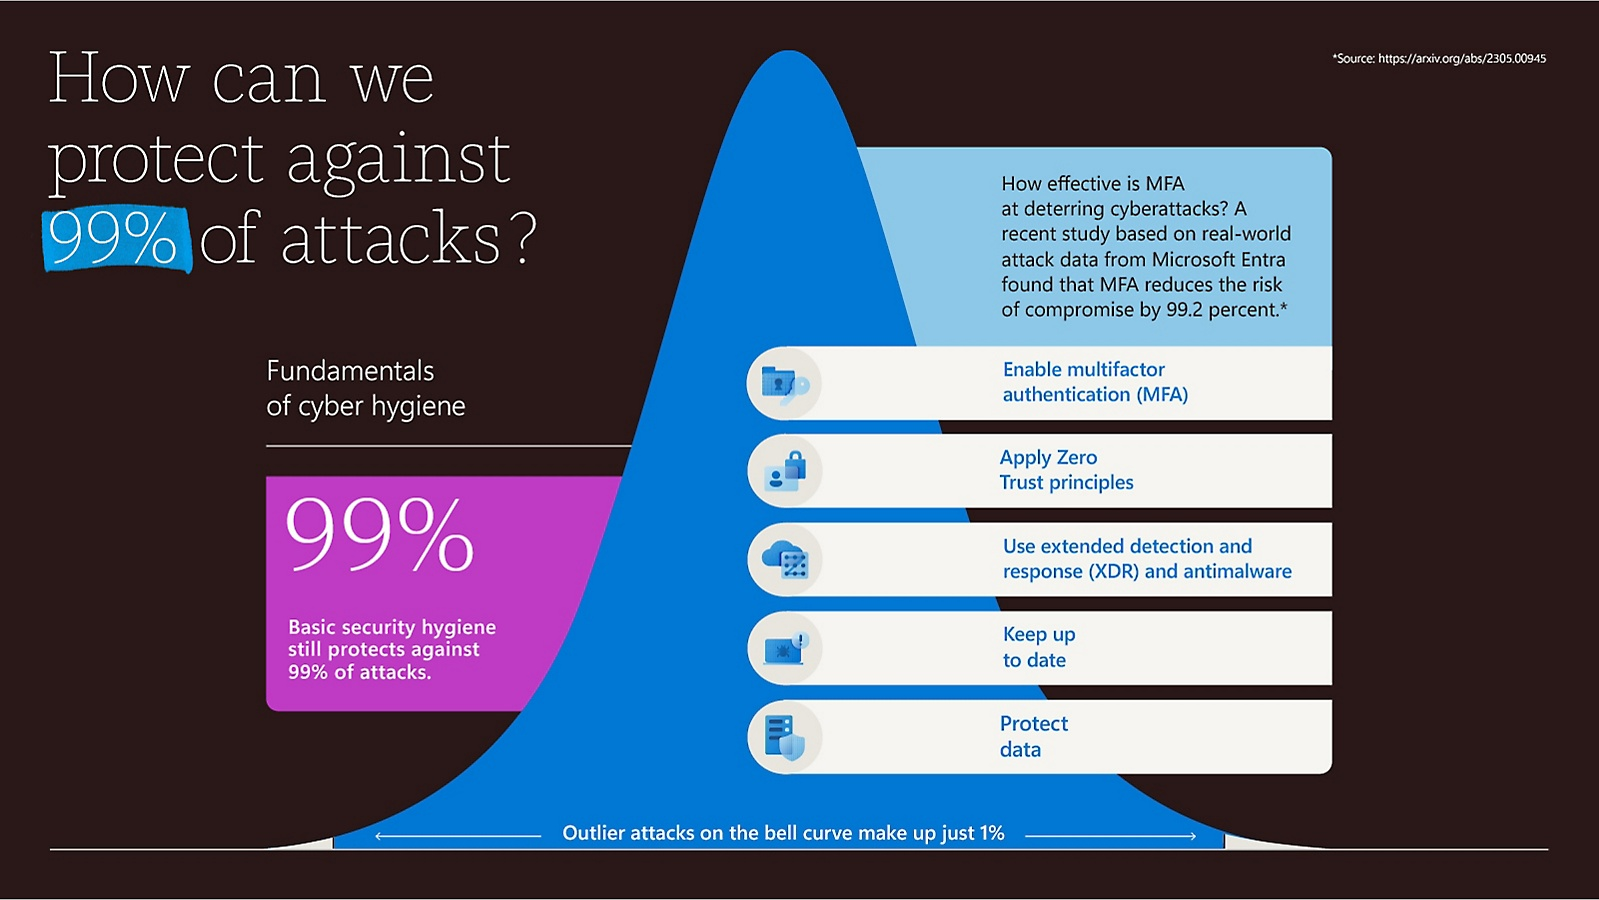 How can we
protect against
99% of attacks?
*Source: https://arxiv.org/abs/2305.00945
How effective is MFA
at deterring cyberattacks? A
recent study based on real-world
attack data from Microsoft Entra
found that MFA reduces the risk
of compromise by 99.2 percent.*
Fundamentals
of cyber hygiene
99%
Basic security hygiene
still protects against
99% of attacks.
Enable multifactor
authentication (MFA)
Apply Zero
Trust principles
Use extended detection and
response (XDR) and antimalware
Keep up
to date
Protect
data
Outlier attacks on the bell curve make up just 1%